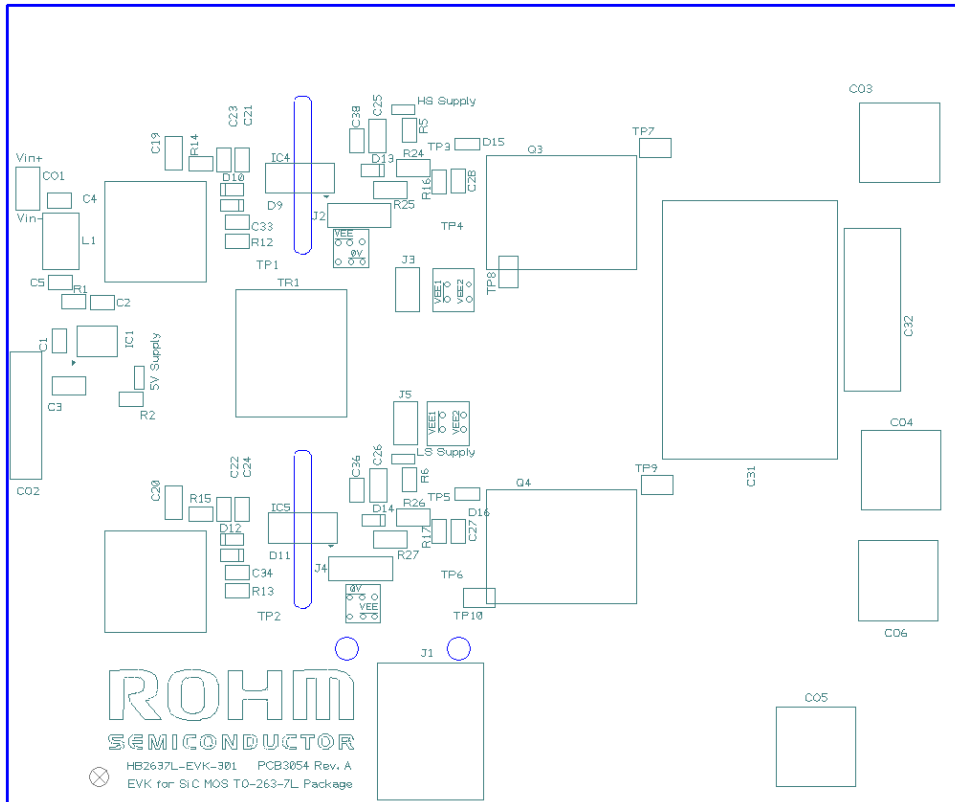 HS Supply
CO3
C23
C21
C38
C25
R5
C19
R14
TP3
D15
TP7
Vin+
IC4
D13
R24
Q3
CO1
D10
R16
C28
C4
D9
J2
R25
Vin-
C33
TP4
L1
VEE
R12
0V
TP1
J3
C5
TR1
TP8
R1
VEE1
VEE2
C2
C32
C1
IC1
5V Supply
C3
J5
R2
VEE1
VEE2
CO4
LS Supply
C22
C24
C36
C26
R6
TP9
C31
CO2
C20
R15
TP5
Q4
IC5
D14
R26
D16
D12
R17
C27
D11
R27
J4
C34
TP6
R13
0V
VEE
TP2
TP10
CO6
J1
ROHM
CO5
SEMICONDUCTOR
HB2637L-EVK-301 PCB3054 Rev. A
EVK for SiC MOS TO-263-7L Package